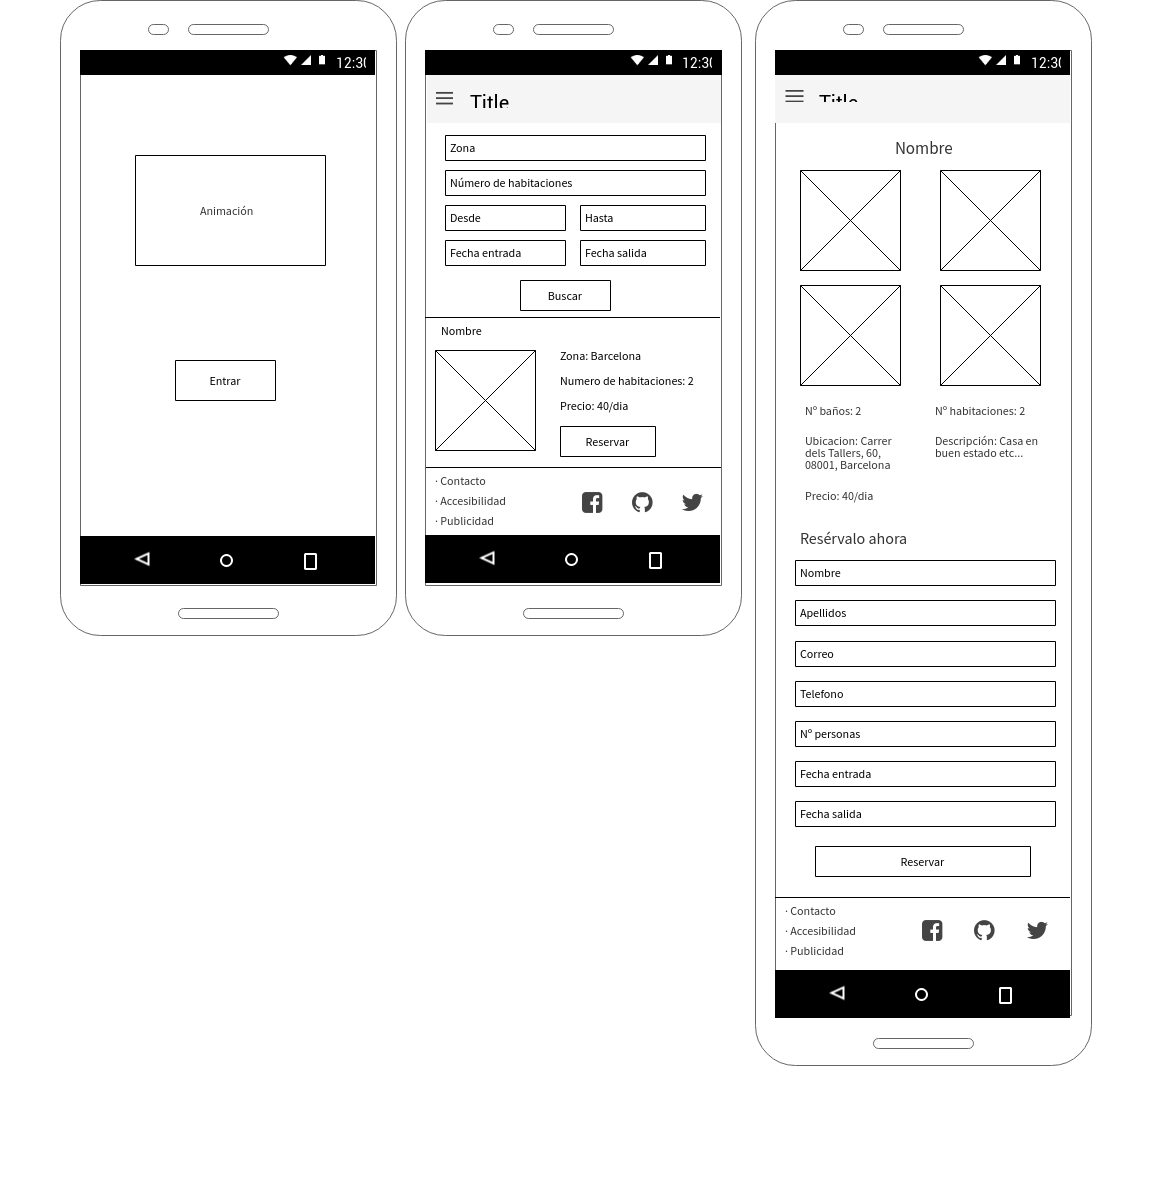 12:30
Animación
Entrar
12:30
Title
Zona
Número de habitaciones
Desde
Hasta
Fecha entrada
Fecha salida
Buscar
Nombre
Zona: Barcelona
Numero de habitaciones: 2
Precio: 40/dia
Reservar
· Contacto
· Accesibilidad
· Publicidad
12:30
Title
Nombre
Nº baños: 2
Nº habitaciones: 2
Ubicacion: Carrer
dels Tallers, 60,
08001, Barcelona
Descripción: Casa en
buen estado etc...
Precio: 40/dia
Resérvalo ahora
Nombre
Apellidos
Correo
Telefono
Nº personas
Fecha entrada
Fecha salida
Reservar
· Contacto
· Accesibilidad
· Publicidad